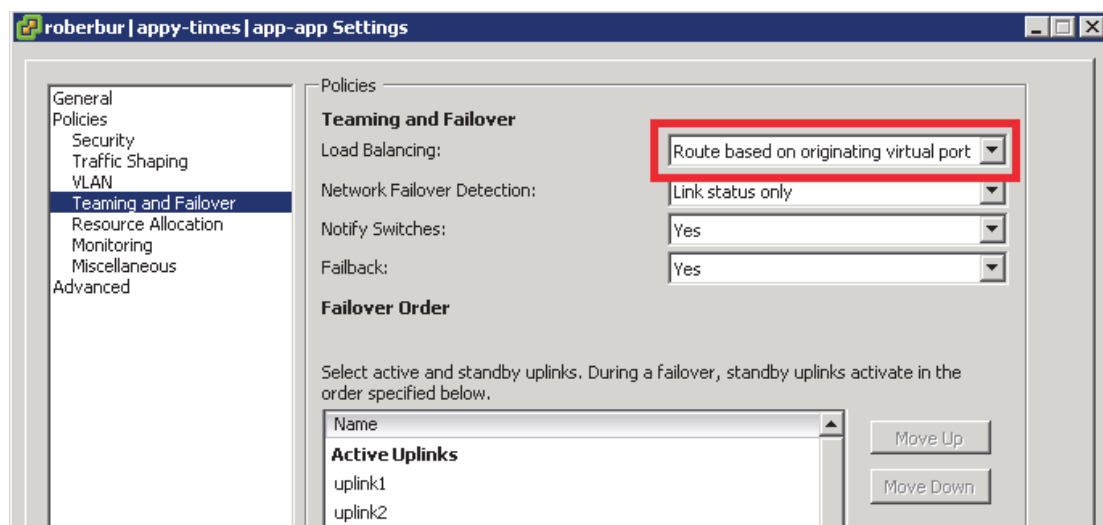 roberbur|appy-times|app-app Settings
General
Policies
Security
Traffic Shaping
VLAN
Teaming and Failover
Resource Allocation
Monitoring
Miscellaneous
Advanced
Policies
Teaming and Failover
Load Balancing: Route based on originating virtual port
Network Failover Detection: Link status only
Notify Switches: Yes
Failback: Yes
Failover Order
Select active and standby uplinks. During a failover, standby uplinks activate in the
order specified below.
Name
Active Uplinks
uplink1
uplink2
Move Up
Move Down